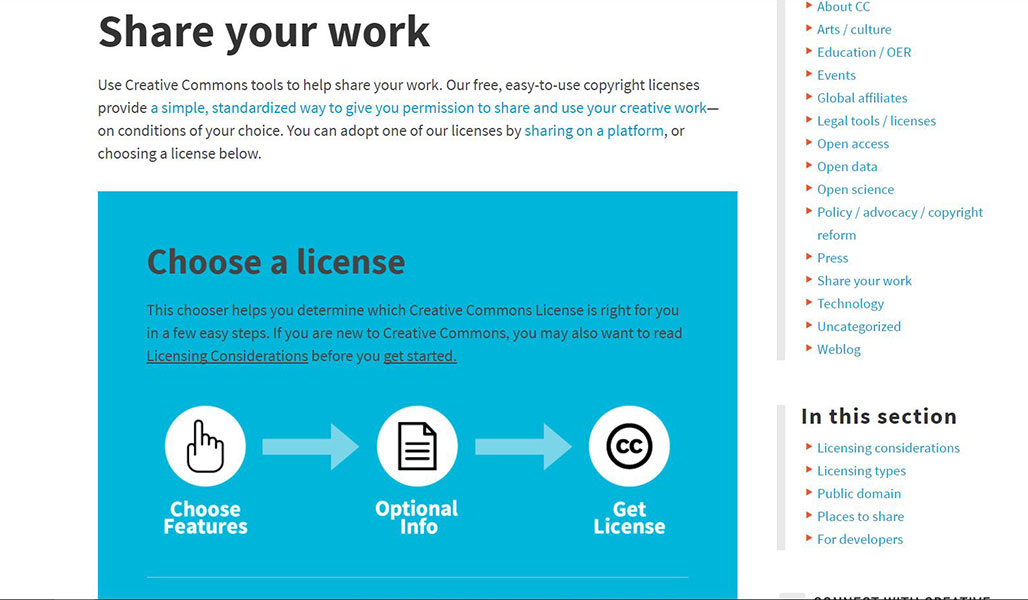 Share your work
Use Creative Commons tools to help share your work. Our free, easy-to-use copyright licenses
provide a simple, standardized way to give you permission to share and use your creative work—
on conditions of your choice. You can adopt one of our licenses by sharing on a platform, or
choosing a license below.
Choose a license
This chooser helps you determine which Creative Commons License is right for you
in a few easy steps. If you are new to Creative Commons, you may also want to read
Licensing Considerations before you get started.
cc
Choose
Features
Optional
Info
Get
License
About CC
Arts / culture
Education / OER
Events
Global affiliates
Legal tools / licenses
Open access
Open data
Open science
Policy / advocacy / copyright
reform
Press
Share your work
Technology
Uncategorized
Weblog
In this section
Licensing considerations
Licensing types
Public domain
Places to share
For developers
CONNECT WITH CREATIVE